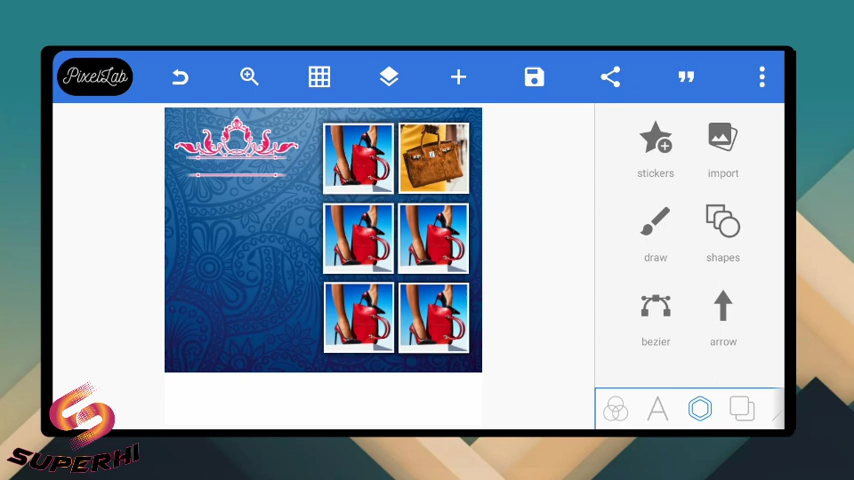 PixelLab
stickers
import
draw
shapes
bezier
arrow
A
SUPERHI